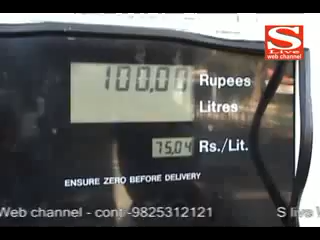 S
Live
web channel
100.00 Rupees
Litres
75.04 Rs./Lit.
ENSURE ZERO BEFORE DELIVERY
Web channel - cont -9825312121 S live